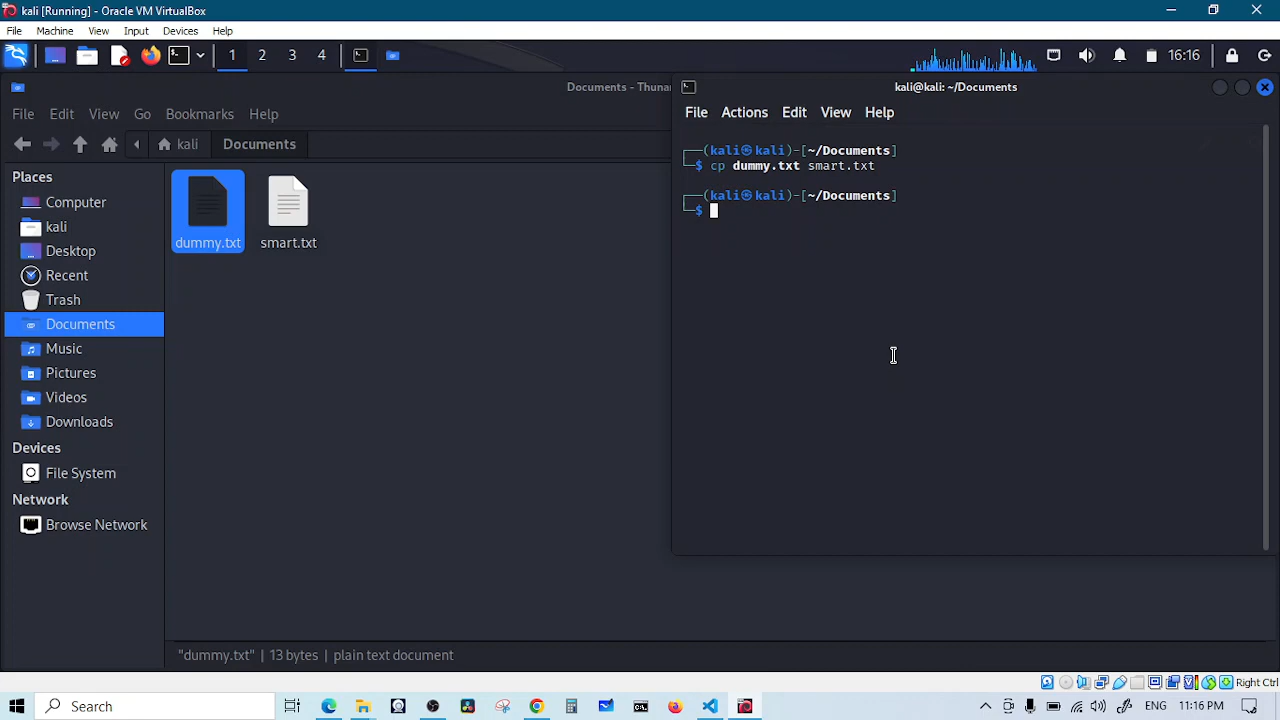 kali [Running] - Oracle VM VirtualBox
File Machine View Input Devices Help
1 2 3 4 16:16
Documents - Thunar
kali@kali: ~/Documents
File Edit View Go Bookmarks Help
File Actions Edit View Help
kali Documents
Places
Computer
kali
Desktop
Recent
Trash
Documents
Music
Pictures
Videos
Downloads
Devices
File System
Network
Browse Network
dummy.txt smart.txt
"dummy.txt" | 13 bytes | plain text document
┌──(kali㉿kali)-[~/Documents]
└─$ cp dummy.txt smart.txt
┌──(kali㉿kali)-[~/Documents]
└─$
Right Ctrl
Search
ENG 11:16 PM